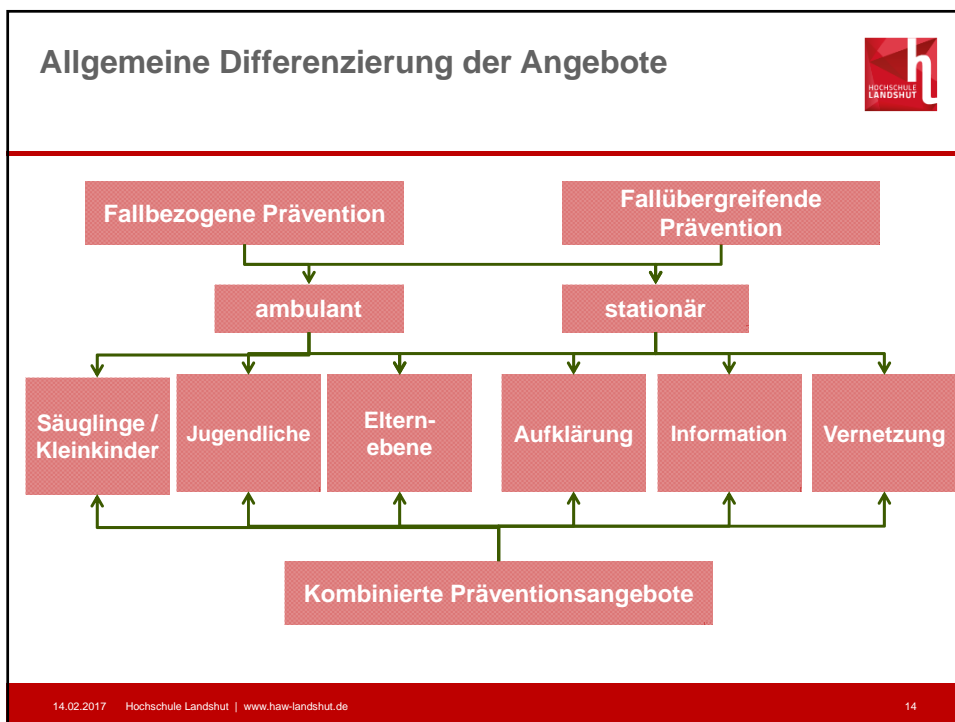 Allgemeine Differenzierung der Angebote
HOCHSCHULE
LANDSHUT
Fallbezogene Prävention
Fallübergreifende
Prävention
ambulant
stationär
Säuglinge /
Kleinkinder
Jugendliche
Eltern-
ebene
Aufklärung
Information
Vernetzung
Kombinierte Präventionsangebote
14.02.2017 Hochschule Landshut | www.haw-landshut.de 14